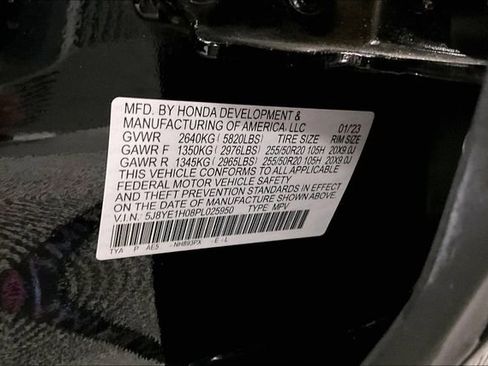 MFD. BY HONDA DEVELOPMENT &
MANUFACTURING OF AMERICA, LLC 01/23
GVWR 2640KG (5820LBS) TIRE SIZE RIM SIZE
GAWR F 1350KG (2976LBS) 255/50R20 105H 20X9.0J
GAWR R 1345KG (2965LBS) 255/50R20 105H 20X9.0J
THIS VEHICLE CONFORMS TO ALL APPLICABLE
FEDERAL MOTOR VEHICLE SAFETY
AND THEFT PREVENTION STANDARDS IN EFFECT
ON THE DATE OF MANUFACTURE SHOWN ABOVE.
V.I.N.: 5J8YE1H08PL025950 TYPE: MPV
TYA P AE5 NH893PX E L